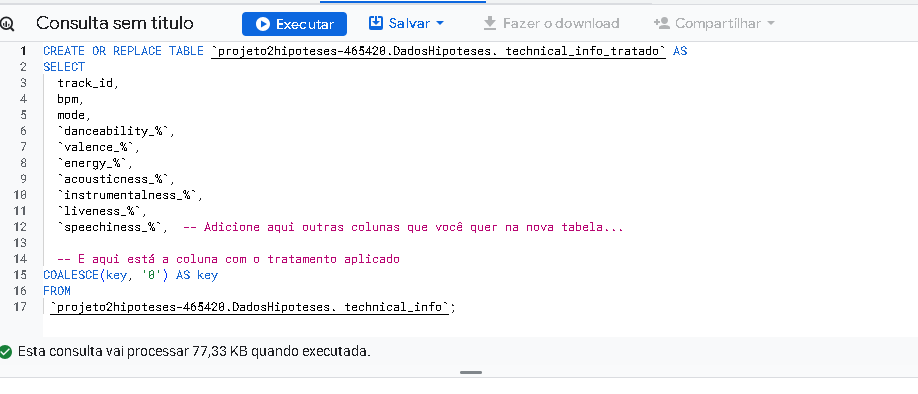 Consulta sem título Executar Salvar Fazer o download Compartilhar
1 CREATE OR REPLACE TABLE `projeto2hipoteses-465420.DadosHipoteses. technical_info_tratado` AS
2 SELECT
3 track_id,
4 bpm,
5 mode,
6 `danceability_%`,
7 `valence_%`,
8 `energy_%`,
9 `acousticness_%`,
10 `instrumentalness_%`,
11 `liveness_%`,
12 `speechiness_%`, -- Adicione aqui outras colunas que você quer na nova tabela...
13
14 -- E aqui está a coluna com o tratamento aplicado
15 COALESCE(key, '0') AS key
16 FROM
17 `projeto2hipoteses-465420.DadosHipoteses. technical_info`;
Esta consulta vai processar 77,33 KB quando executada.